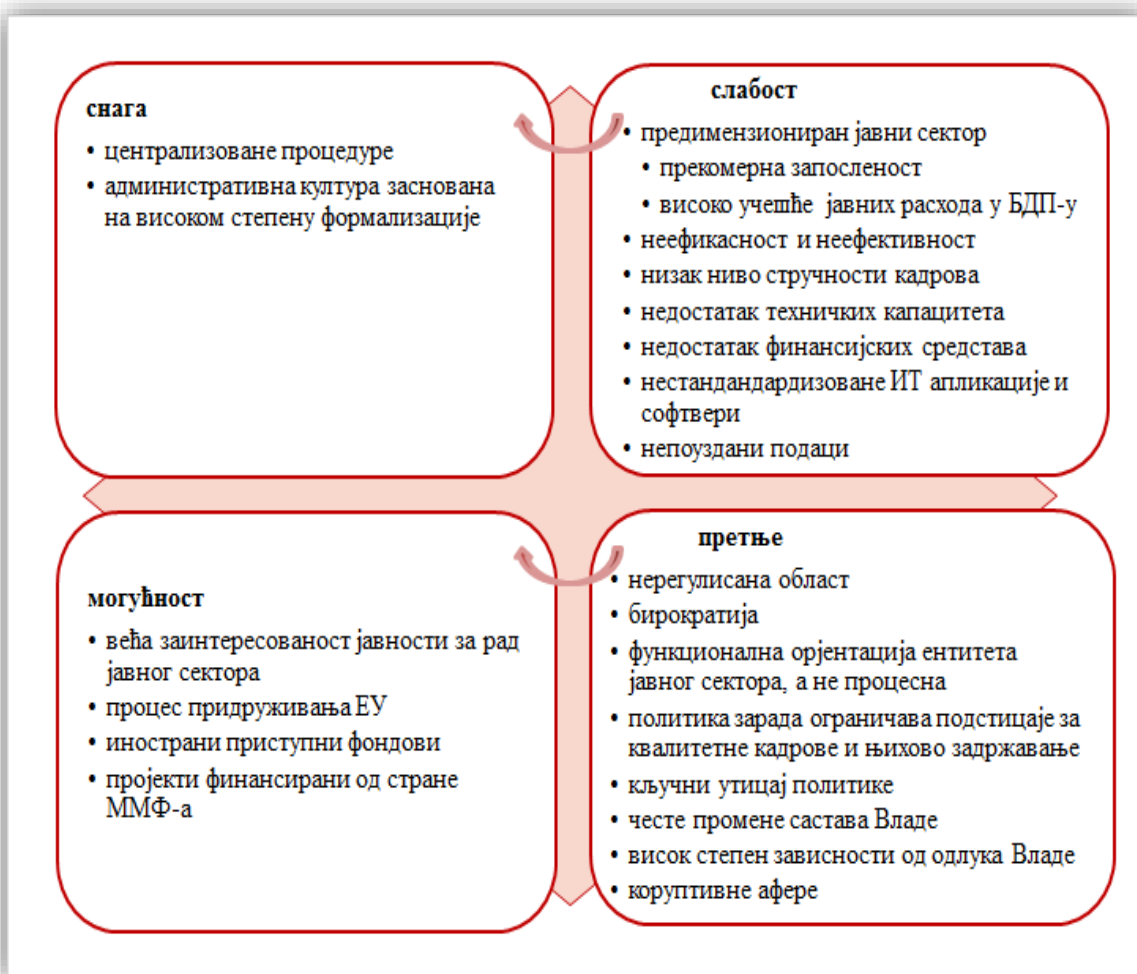 снага
• централизоване процедуре
• административна култура заснована
на високом степену формализације
слабост
• предимензиониран јавни сектор
• прекомерна запосленост
• високо учешће јавних расхода у БДП-у
• неефикасност и неефективност
• низак ниво стручности кадрова
• недостатак техничких капацитета
• недостатак финансијских средстава
• нестандандардизоване ИТ апликације и
софтвери
• непоуздани подаци
могућност
• већа заинтересованост јавности за рад
јавног сектора
• процес придруживања ЕУ
• инострани приступни фондови
• пројекти финансирани од стране
ММФ-а
претње
• нерегулисана област
• бирократија
• функционална орјентација ентитета
јавног сектора, а не процесна
• политика зарада ограничава подстицаје за
квалитетне кадрове и њихово задржавање
• кључни утицај политике
• честе промене састава Владе
• висок степен зависности од одлука Владе
• коруптивне афере